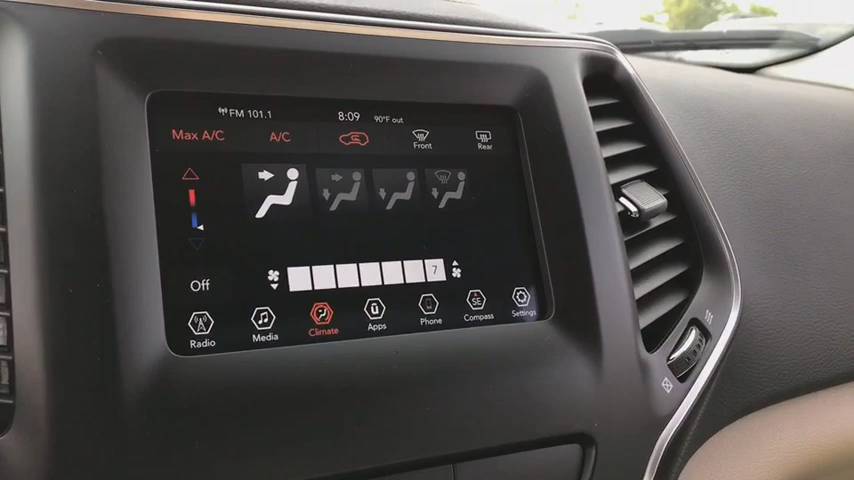 FM 101.1 8:09 90°F out
Max A/C A/C Front Rear
Off 7
Radio Media Climate Apps Phone SE Compass Settings